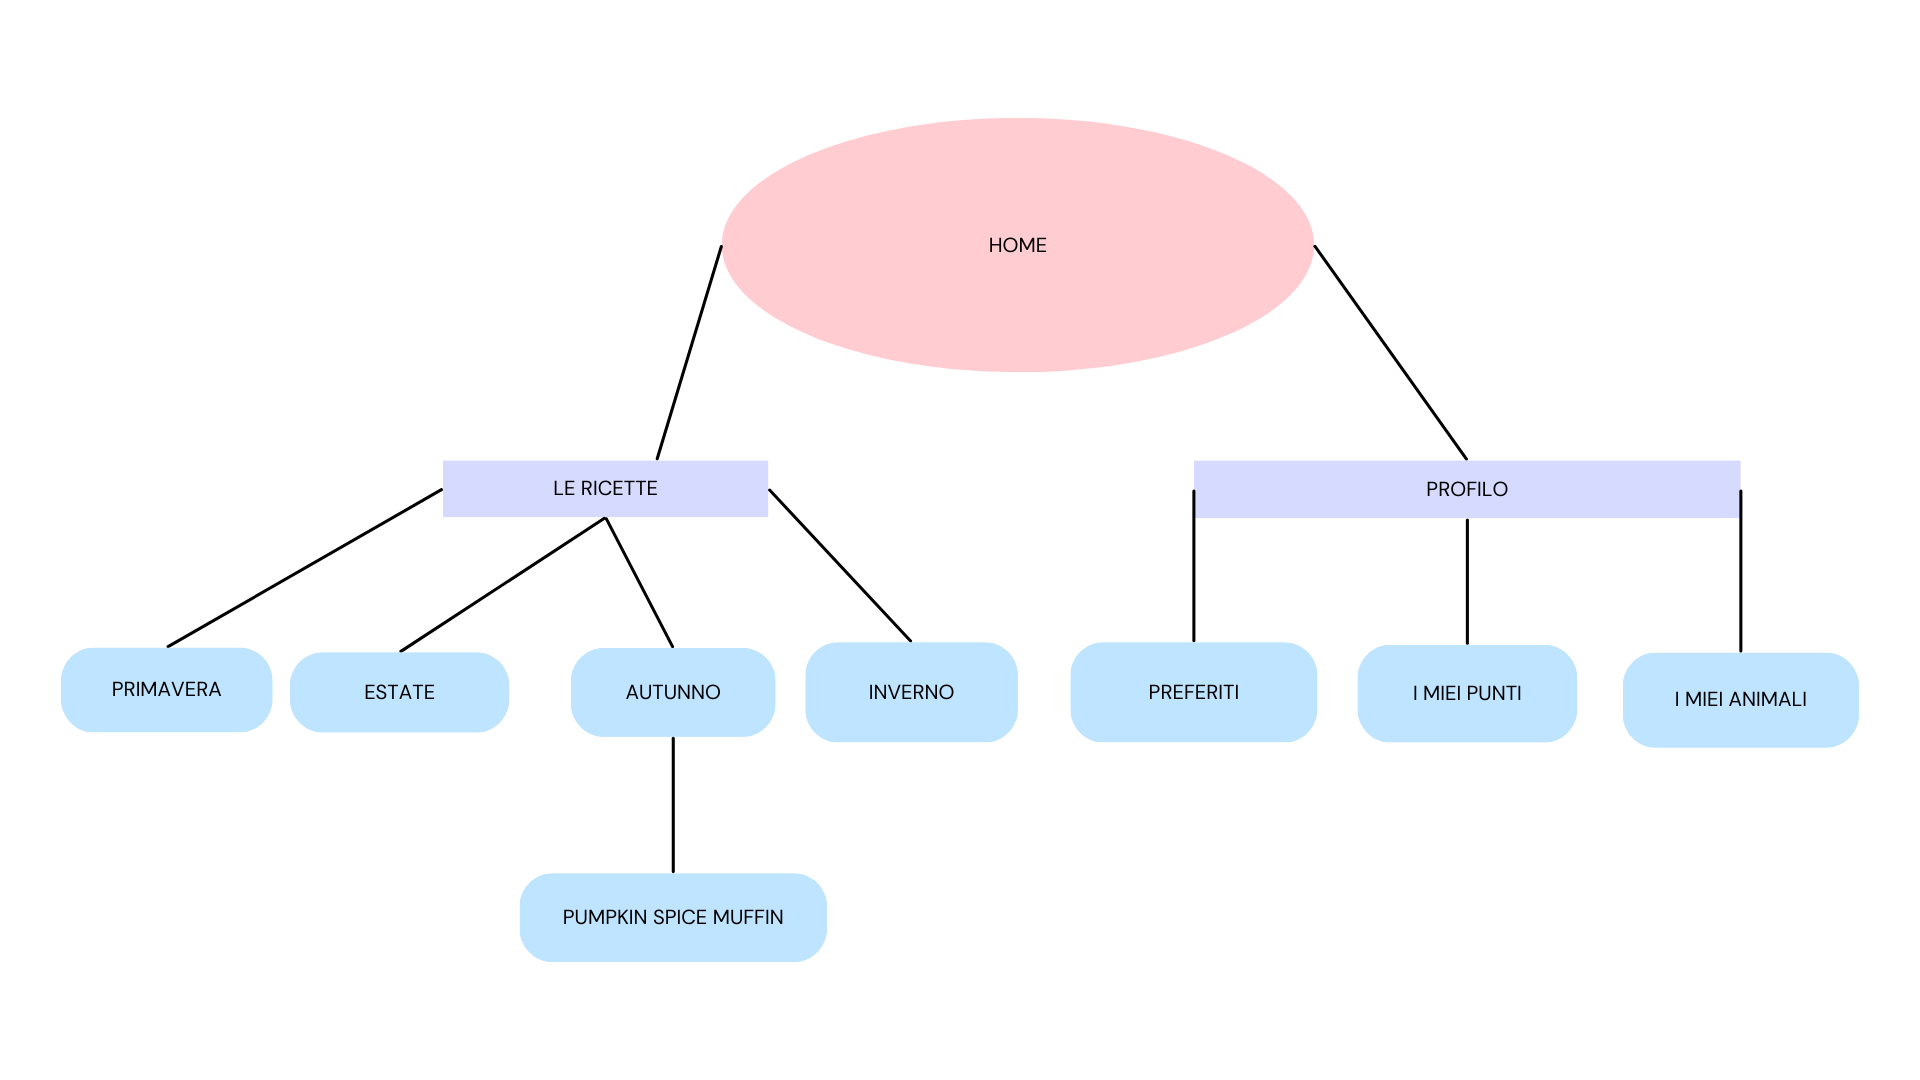 HOME
LE RICETTE
PROFILO
PRIMAVERA
ESTATE
AUTUNNO
INVERNO
PREFERITI
I MIEI PUNTI
I MIEI ANIMALI
PUMPKIN SPICE MUFFIN